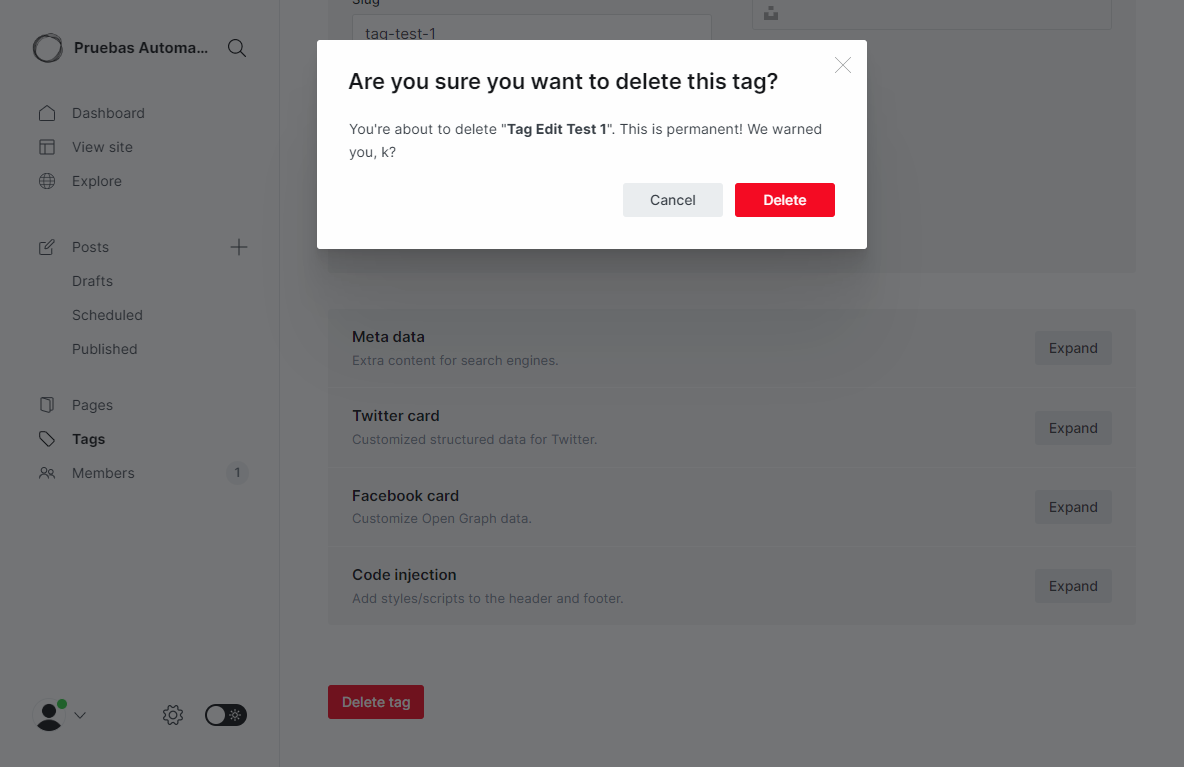 Pruebas Automa...
Dashboard
View site
Explore
Posts
Drafts
Scheduled
Published
Pages
Tags
Members
1
Slug
tag-test-1
Are you sure you want to delete this tag?
You're about to delete "Tag Edit Test 1". This is permanent! We warned
you, k?
Cancel
Delete
Meta data
Extra content for search engines.
Expand
Twitter card
Customized structured data for Twitter.
Expand
Facebook card
Customize Open Graph data.
Expand
Code injection
Add styles/scripts to the header and footer.
Expand
Delete tag